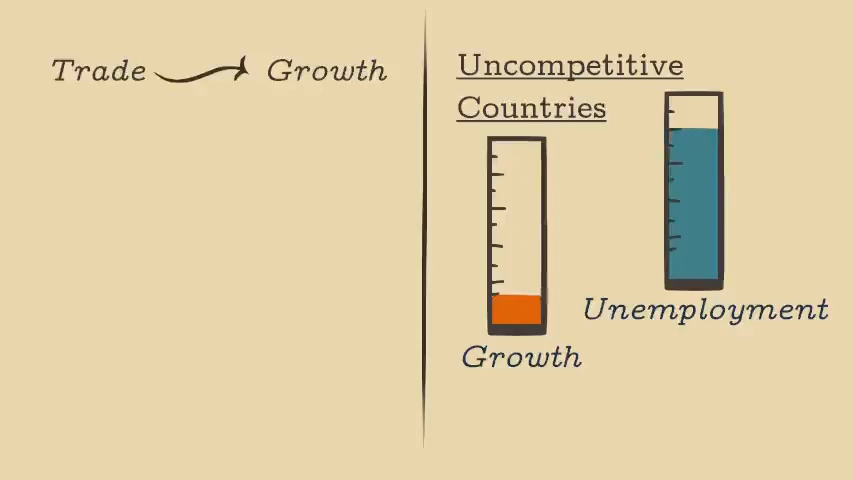 Trade Growth
Uncompetitive
Countries
Growth
Unemployment